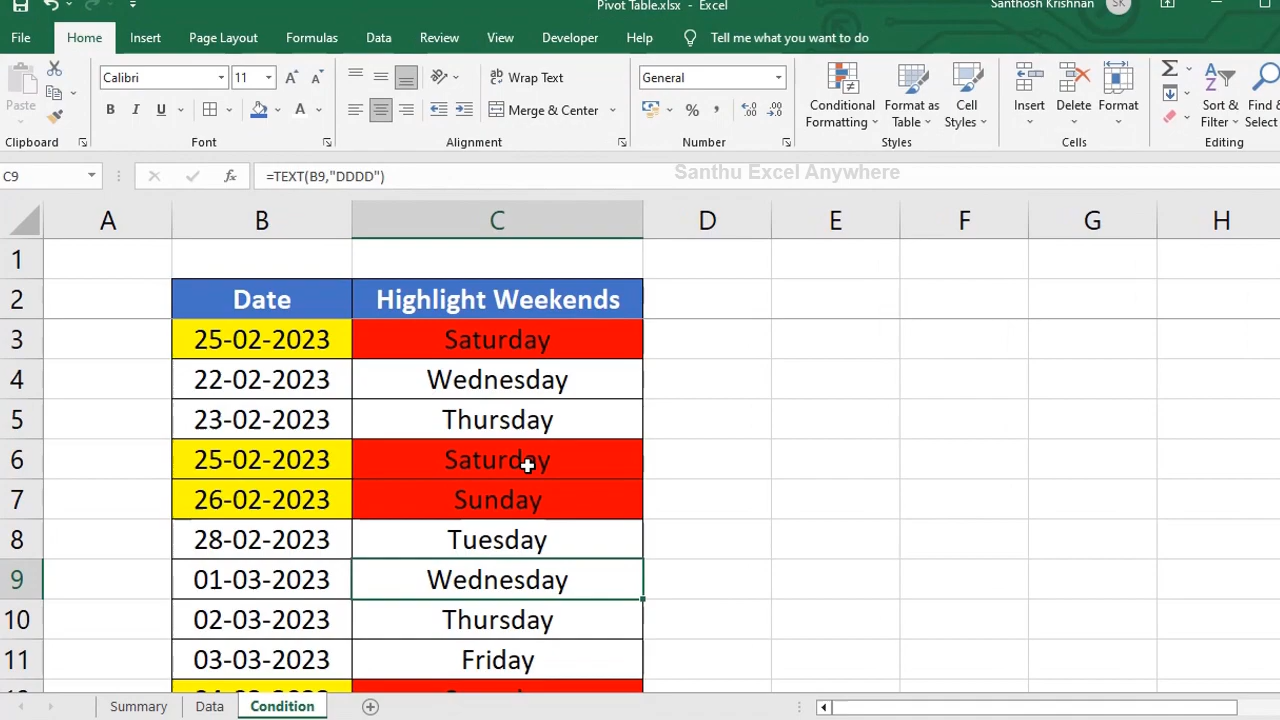 Pivot Table.xlsx - Excel
Santhosh Krishnan
SK
File Home Insert Page Layout Formulas Data Review View Developer Help Tell me what you want to do
Paste
Calibri 11
B I U A
Wrap Text
Merge & Center
General
%
Conditional Formatting
Format as Table
Cell Styles
Insert Delete Format
Sort & Filter
Find & Select
Clipboard Font Alignment Number Styles Cells Editing
C9 fx =TEXT(B9,"DDDD")
Santhu Excel Anywhere
A B C D E F G H
1
2 Date Highlight Weekends
3 25-02-2023 Saturday
4 22-02-2023 Wednesday
5 23-02-2023 Thursday
6 25-02-2023 Saturday
7 26-02-2023 Sunday
8 28-02-2023 Tuesday
9 01-03-2023 Wednesday
10 02-03-2023 Thursday
11 03-03-2023 Friday
Summary Data Condition